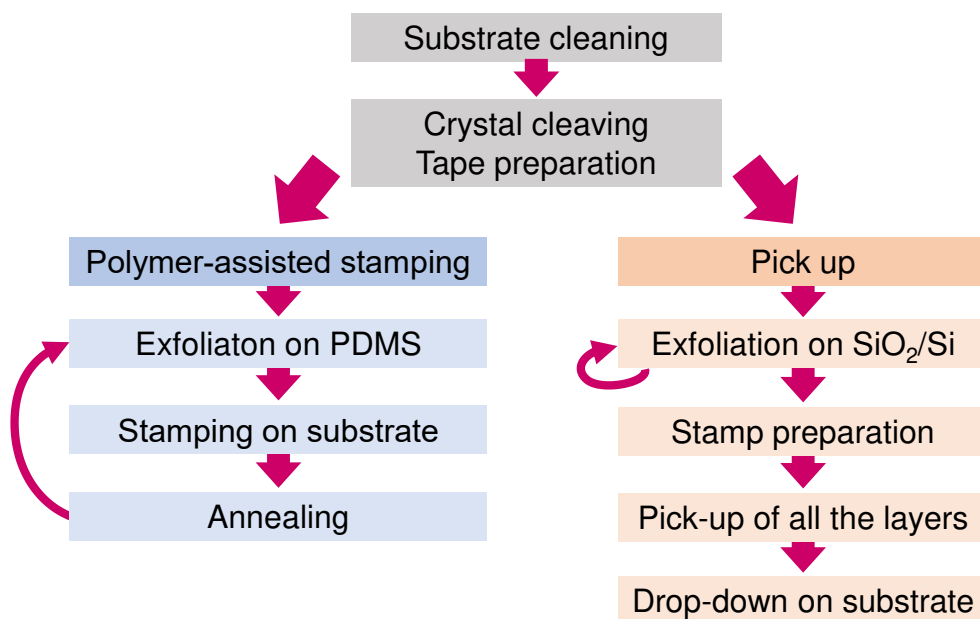 Substrate cleaning
Crystal cleaving
Tape preparation
Polymer-assisted stamping
Exfoliaton on PDMS
Stamping on substrate
Annealing
Pick up
Exfoliation on SiO₂/Si
Stamp preparation
Pick-up of all the layers
Drop-down on substrate